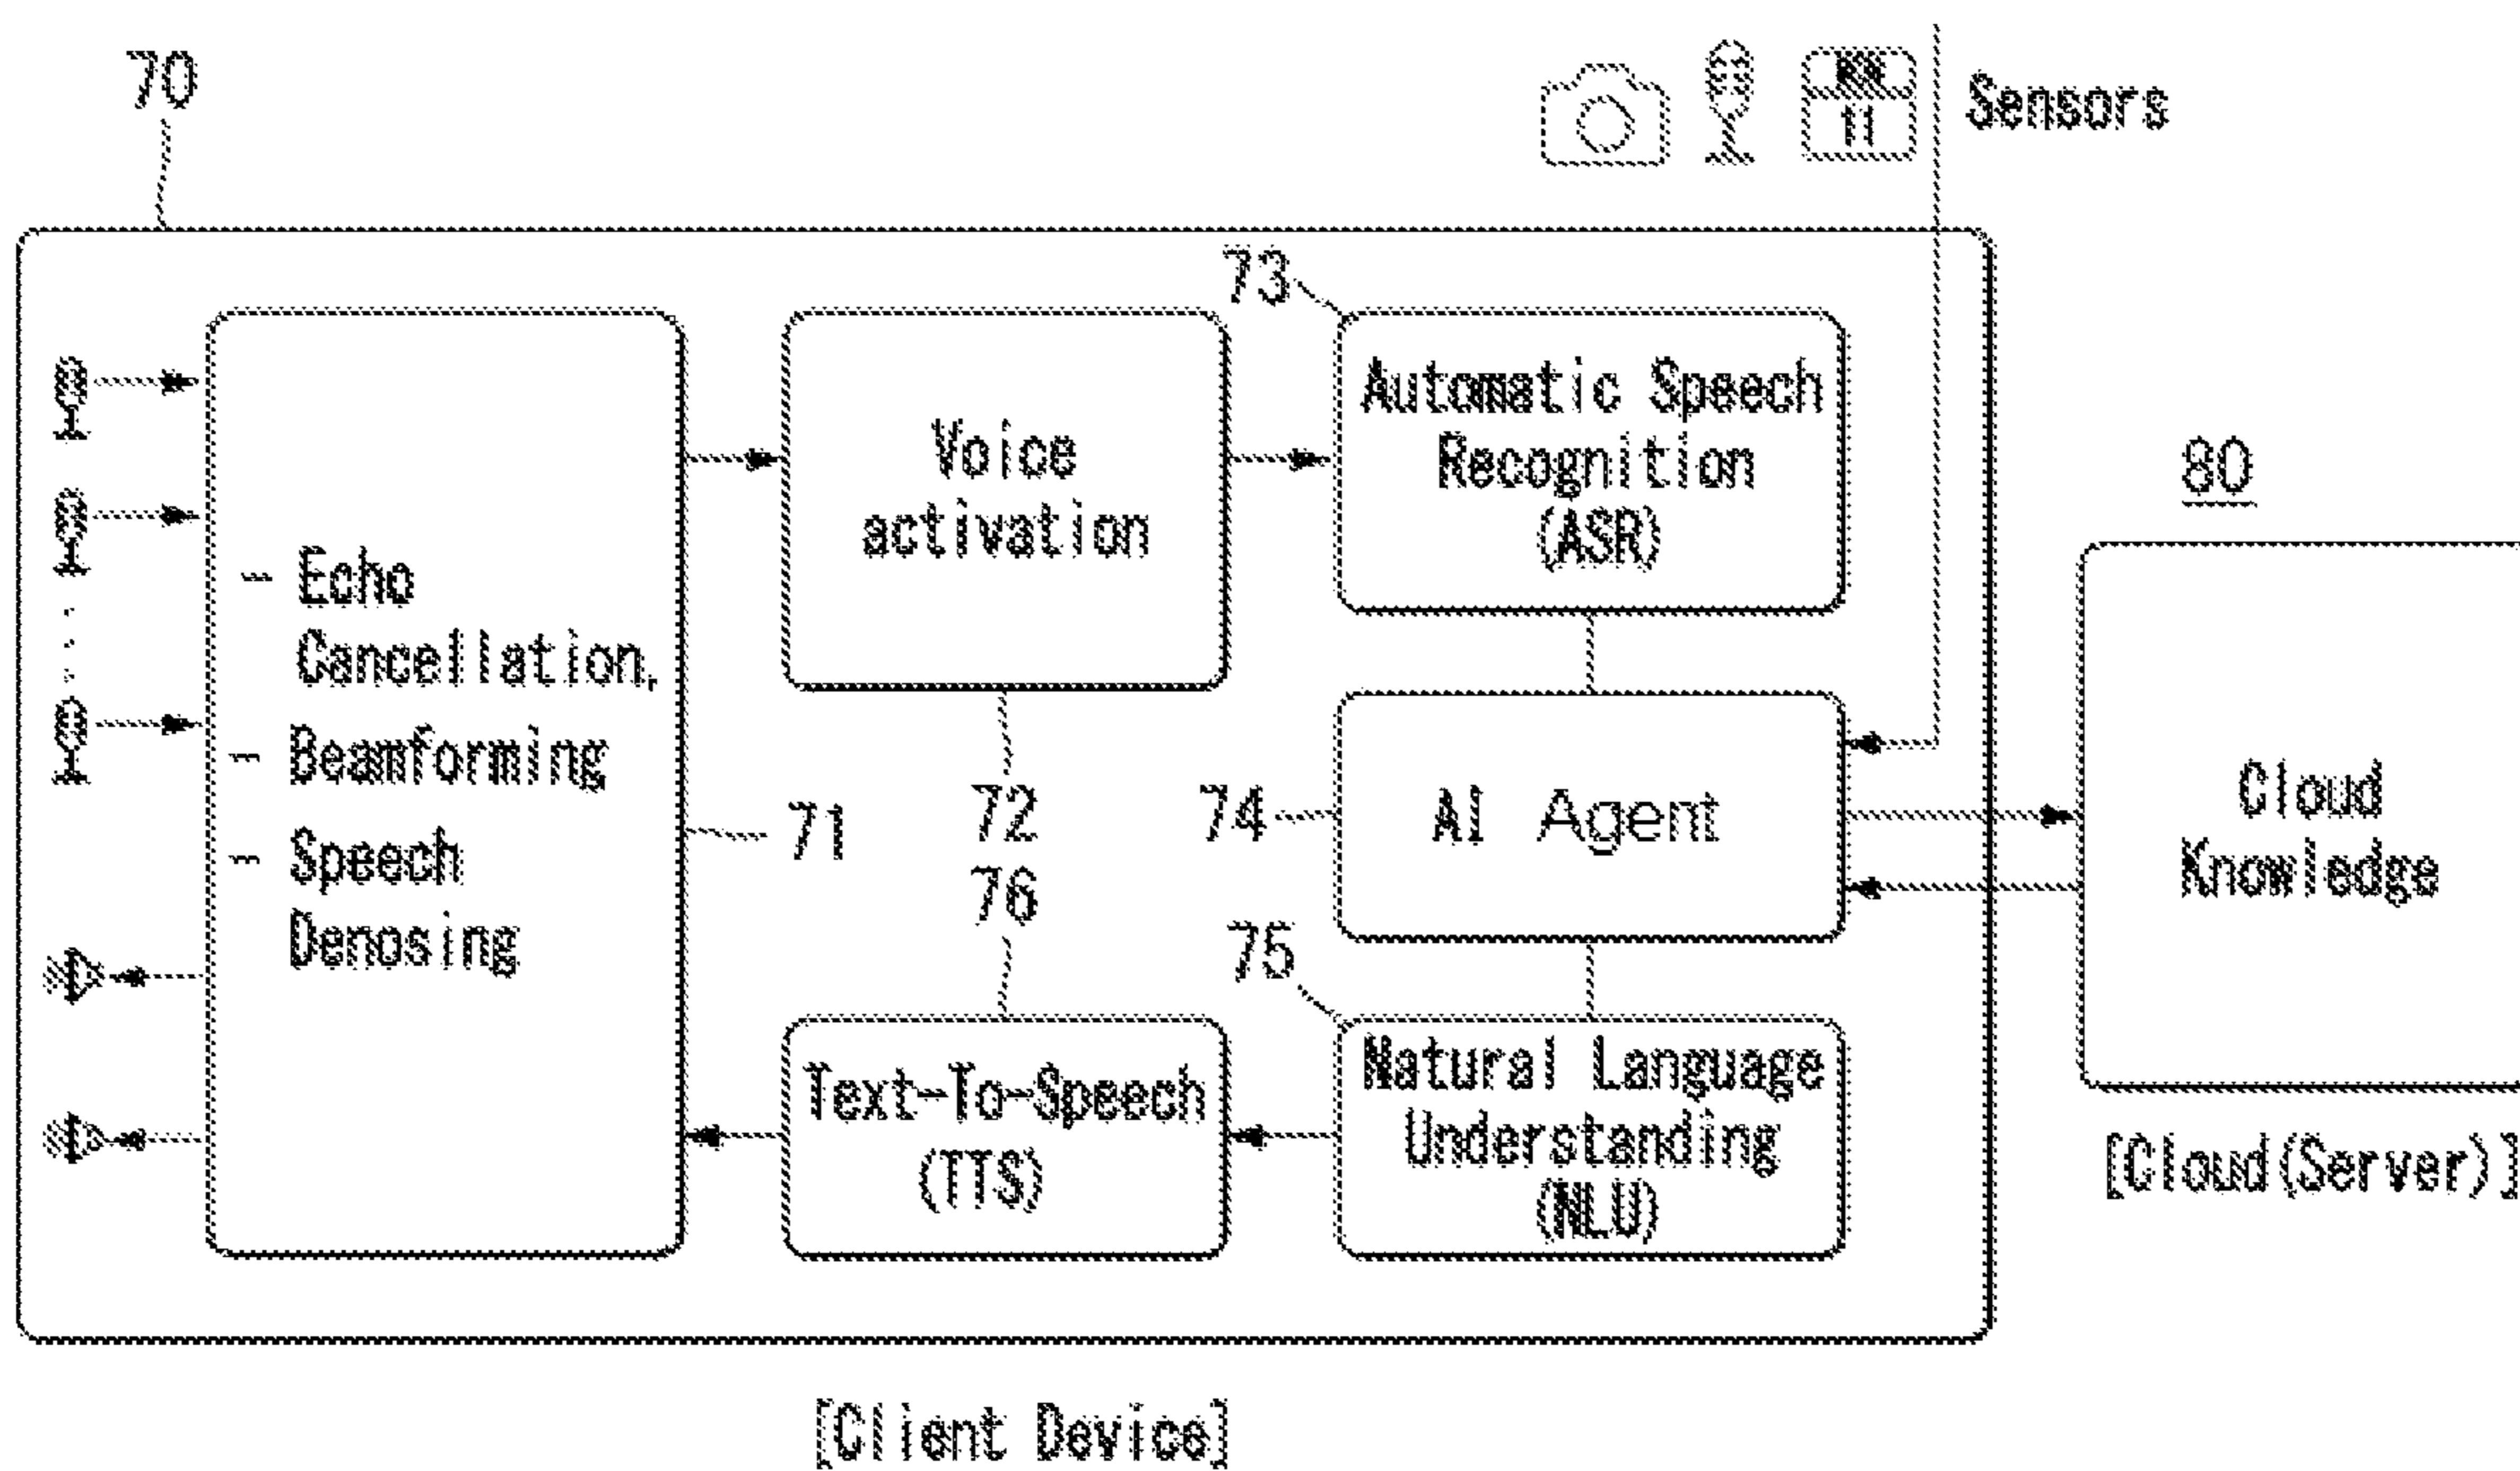 70
Sensors
73
Automatic Speech
Recognition
(ASR)
Voice
activation
80
- Echo
Cancellation,
- Beamforming
- Speech
Denosing
71
72
76
74
AI Agent
Cloud
Knowledge
75
Text-To-Speech
(TTS)
Natural Language
Understanding
(NLU)
[Cloud(Server)]
[Client Device]